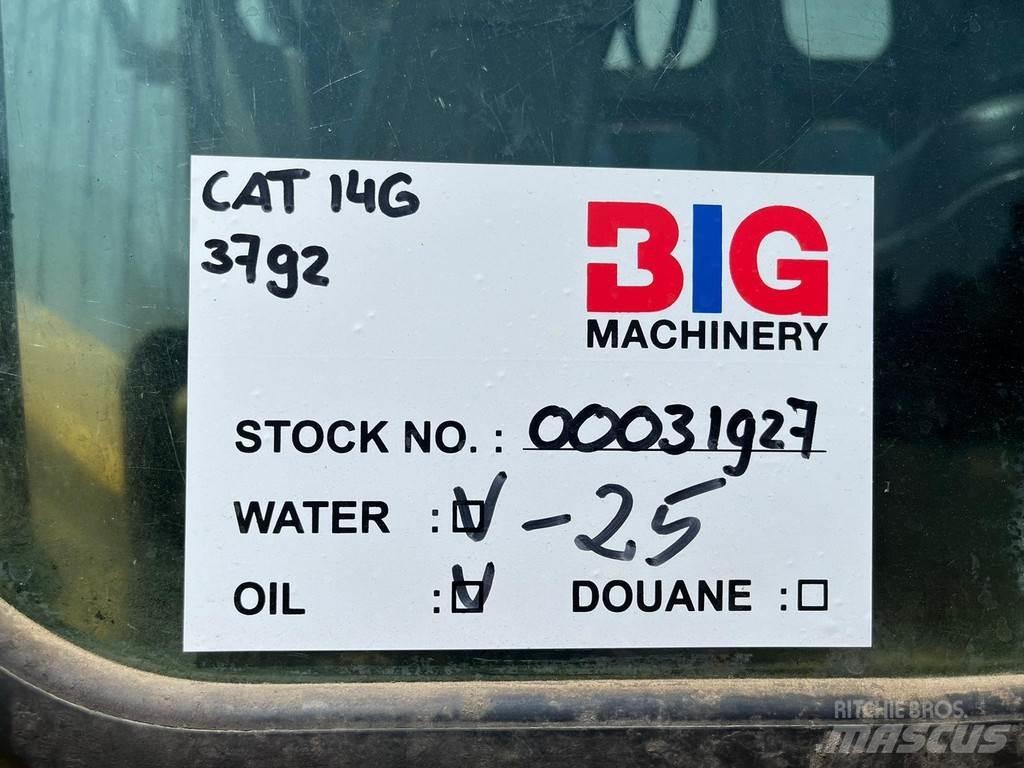 CAT 14G
3792
BIG
MACHINERY
STOCK NO. : 00031927
WATER : V -25
OIL : V DOUANE :
RITCHIE BROS.
MASCUS